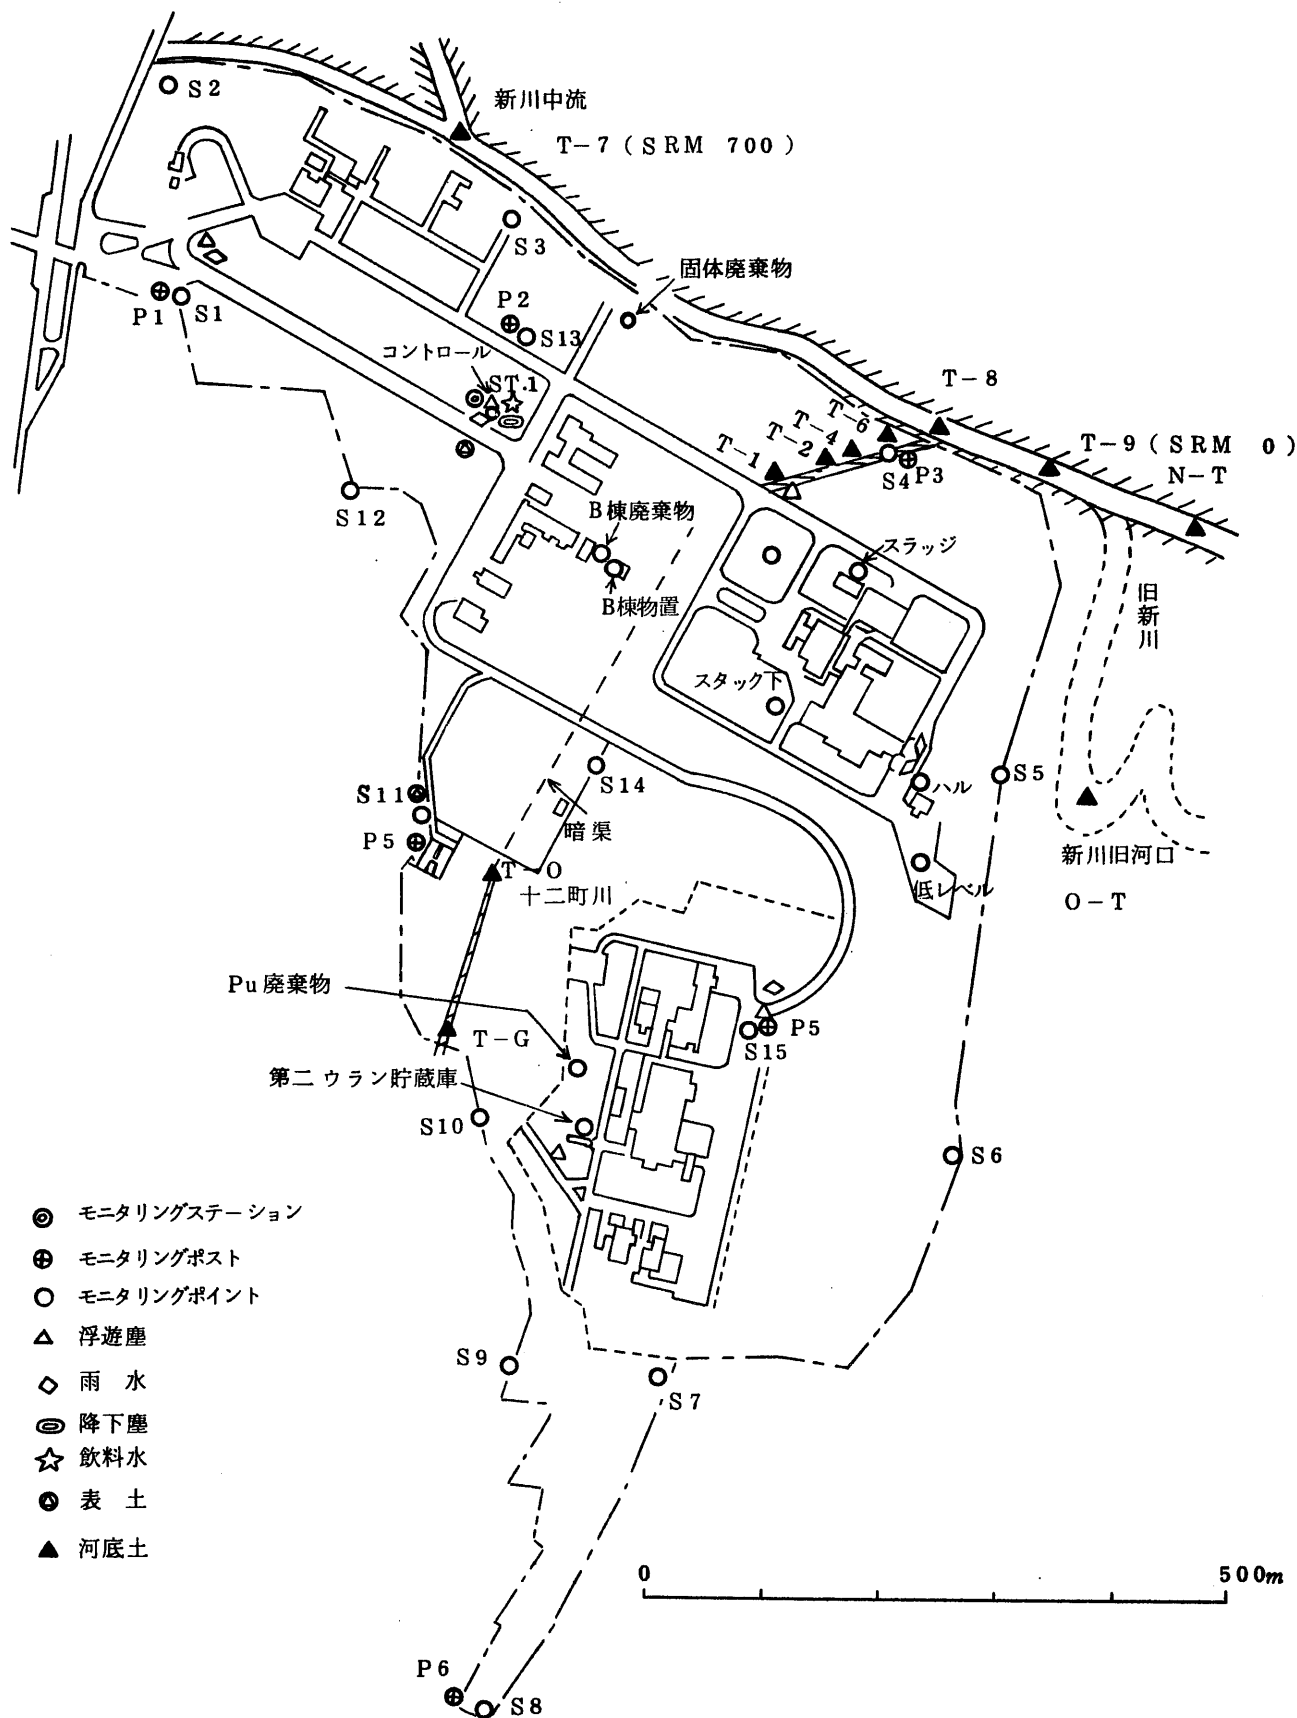 S2
新川中流
T-7(SRM 700)
S3
固体廃棄物
P1
S1
P2
S13
コントロール
ST.1
T-8
T-6
T-4
T-2
T-1
S4
P3
T-9(SRM 0)
N-T
S12
B棟廃棄物
B棟物置
スラッジ
旧新川
スタック下
S11
S14
ハル
S5
P5
暗渠
T-O
十二町川
低レベル
新川旧河口
O-T
Pu廃棄物
T-G
P5
S15
第二ウラン貯蔵庫
S10
S6
モニタリングステーション
モニタリングポスト
モニタリングポイント
浮遊塵
雨 水
降下塵
飲料水
表 土
河底土
S9
S7
0
500m
P6
S8